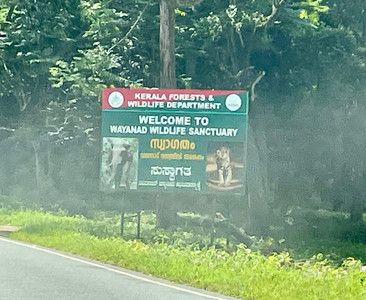 KERALA FORESTS &
WILDLIFE DEPARTMENT
WELCOME TO
WAYANAD WILDLIFE SANCTUARY
സ്വാഗതം
ಸುಸ್ವಾಗತ